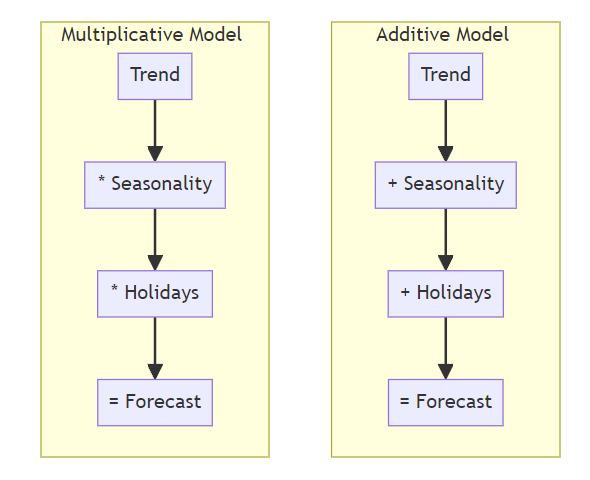 Multiplicative Model
Trend
* Seasonality
* Holidays
= Forecast
Additive Model
Trend
+ Seasonality
+ Holidays
= Forecast